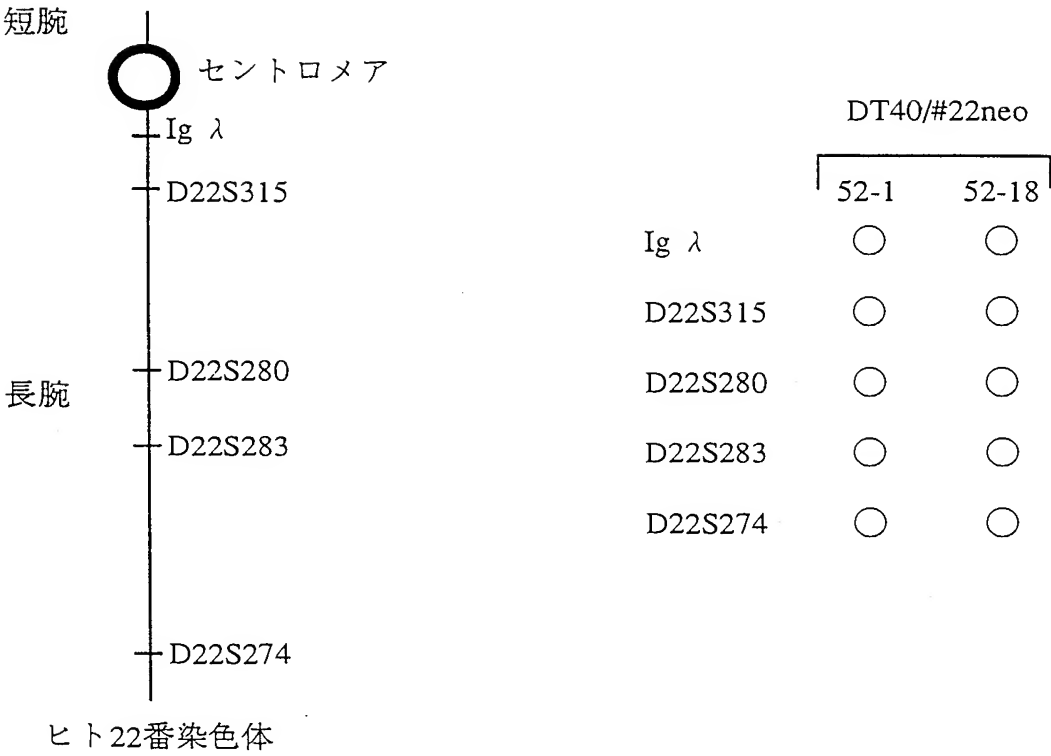 短腕
セントロメア
Ig λ
D22S315
D22S280
長腕
D22S283
D22S274
ヒト22番染色体
DT40/#22neo
52-1 52-18
Ig λ ○ ○
D22S315 ○ ○
D22S280 ○ ○
D22S283 ○ ○
D22S274 ○ ○